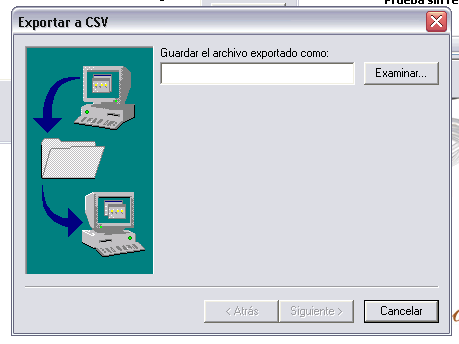 Prueba sin re
Exportar a CSV
Guardar el archivo exportado como:
Examinar...
< Atrás
Siguiente >
Cancelar